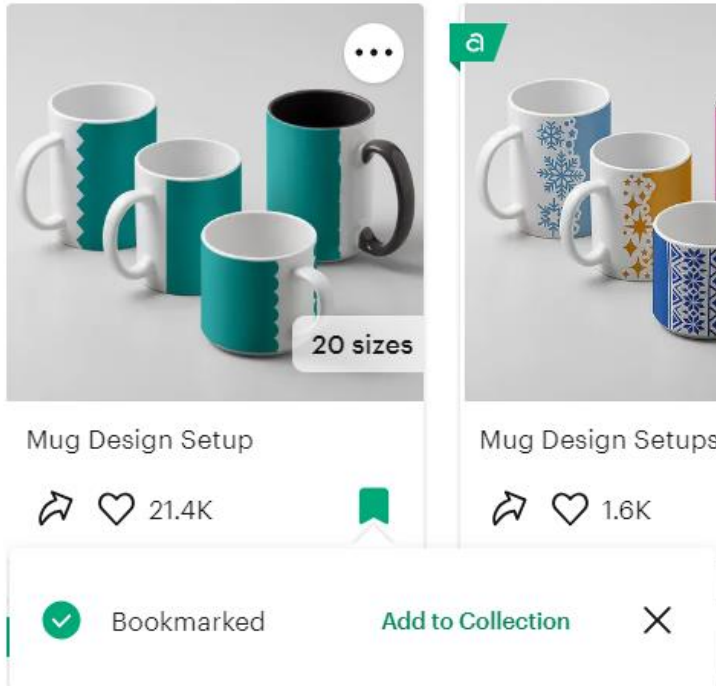 a
20 sizes
Mug Design Setup
21.4K
Mug Design Setups
1.6K
Bookmarked
Add to Collection